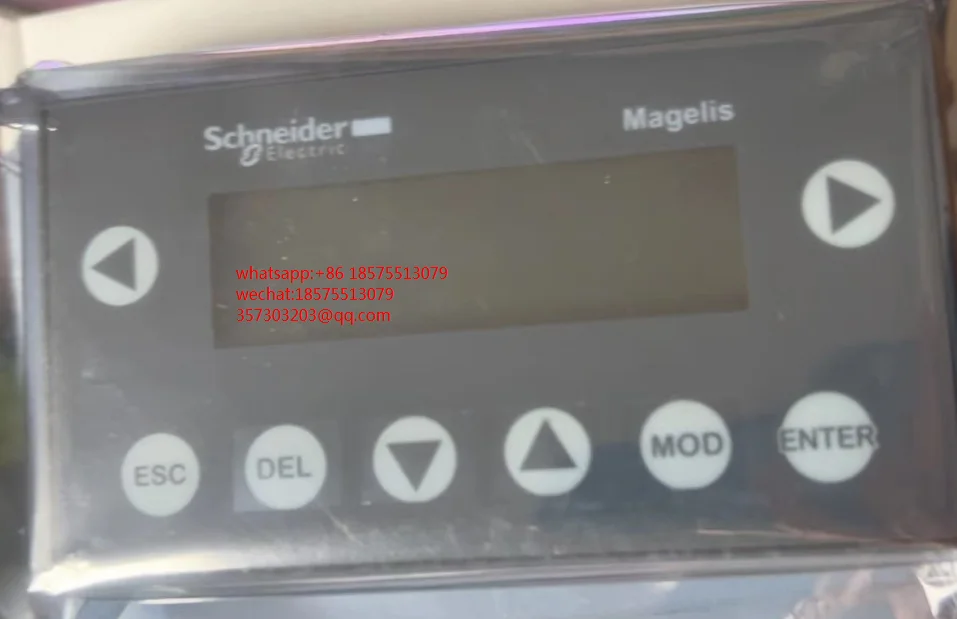 Schneider
Electric
Magelis
whatsapp:+86 18575513079
wechat:18575513079
357303203@qq.com
ESC
DEL
MOD
ENTER